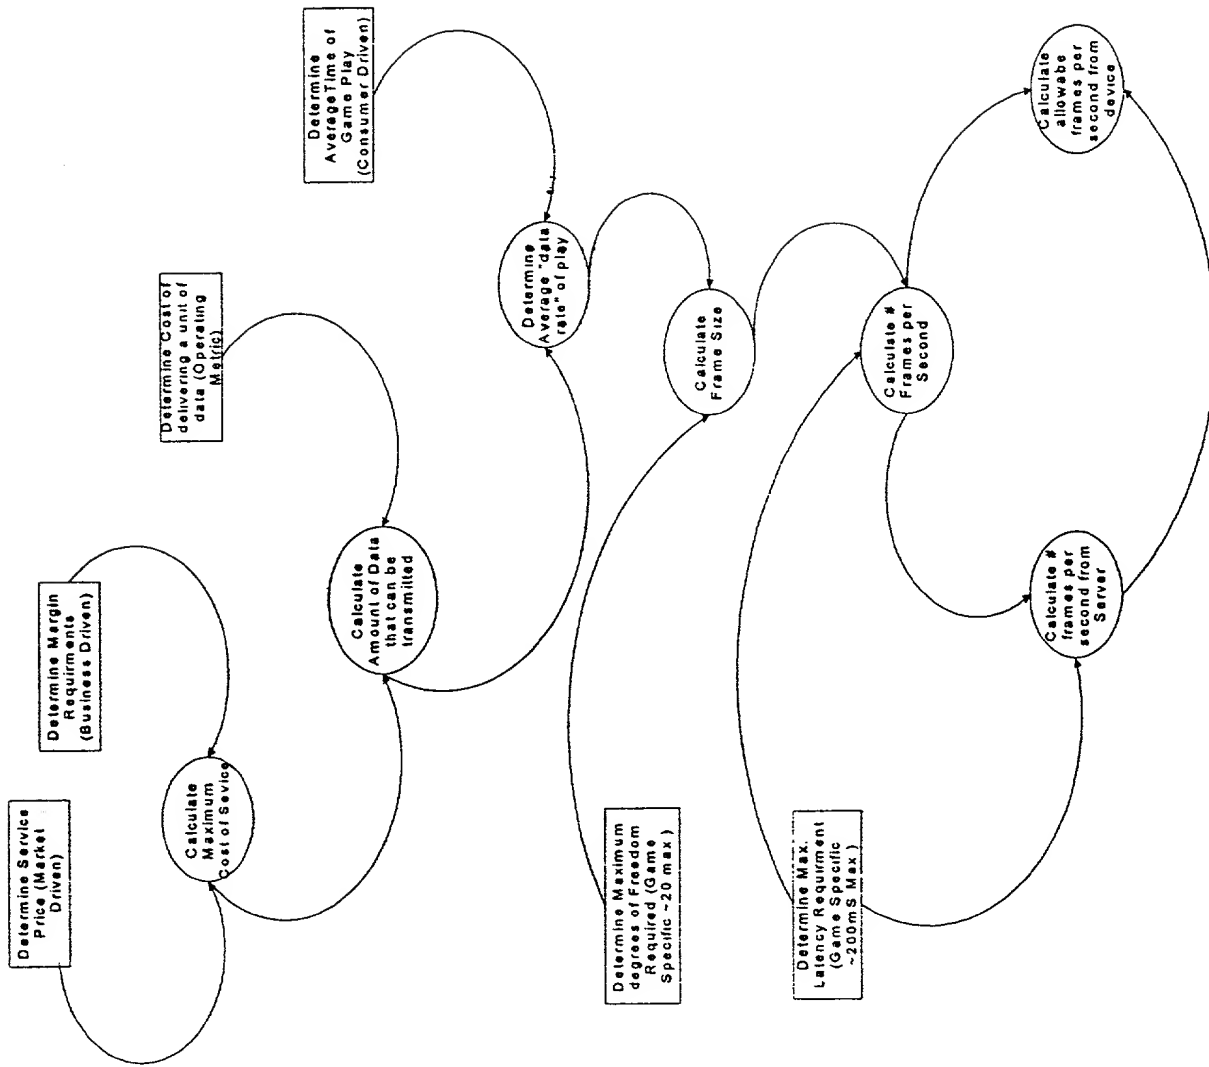 Determine Service
Price (Market
Driven)
Determine Margin
Requirments
(Business Driven)
Calculate
Maximum
Cost of Sevice
Determine Cost of
delivering a unit of
data (Operating
Metric)
Calculate
Amount of Data
that can be
transmitted
Determine
AverageTime of
Game Play
(Consumer Driven)
Determine
Average "data
rate" of play
Determine Maximum
degrees of Freedom
Required (Game
Specific ~20 max)
Calculate
Frame Size
Determine Max.
Latency Requirment
(Game Specific
~200mS Max)
Calculate #
Frames per
Second
Calculate #
frames per
second from
Server
Calculate
allowabe
frames per
second from
device